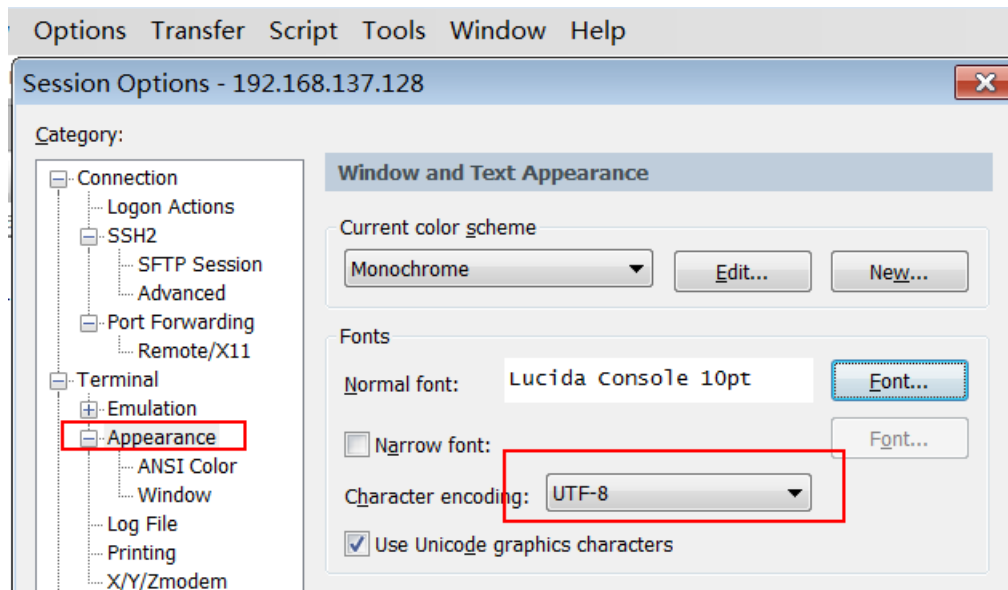 Options Transfer Script Tools Window Help
Session Options - 192.168.137.128
Category:
Connection
Logon Actions
SSH2
SFTP Session
Advanced
Port Forwarding
Remote/X11
Terminal
Emulation
Appearance
ANSI Color
Window
Log File
Printing
X/Y/Zmodem
Window and Text Appearance
Current color scheme
Monochrome
Edit...
New...
Fonts
Normal font:
Lucida Console 10pt
Font...
Narrow font:
Font...
Character encoding:
UTF-8
Use Unicode graphics characters